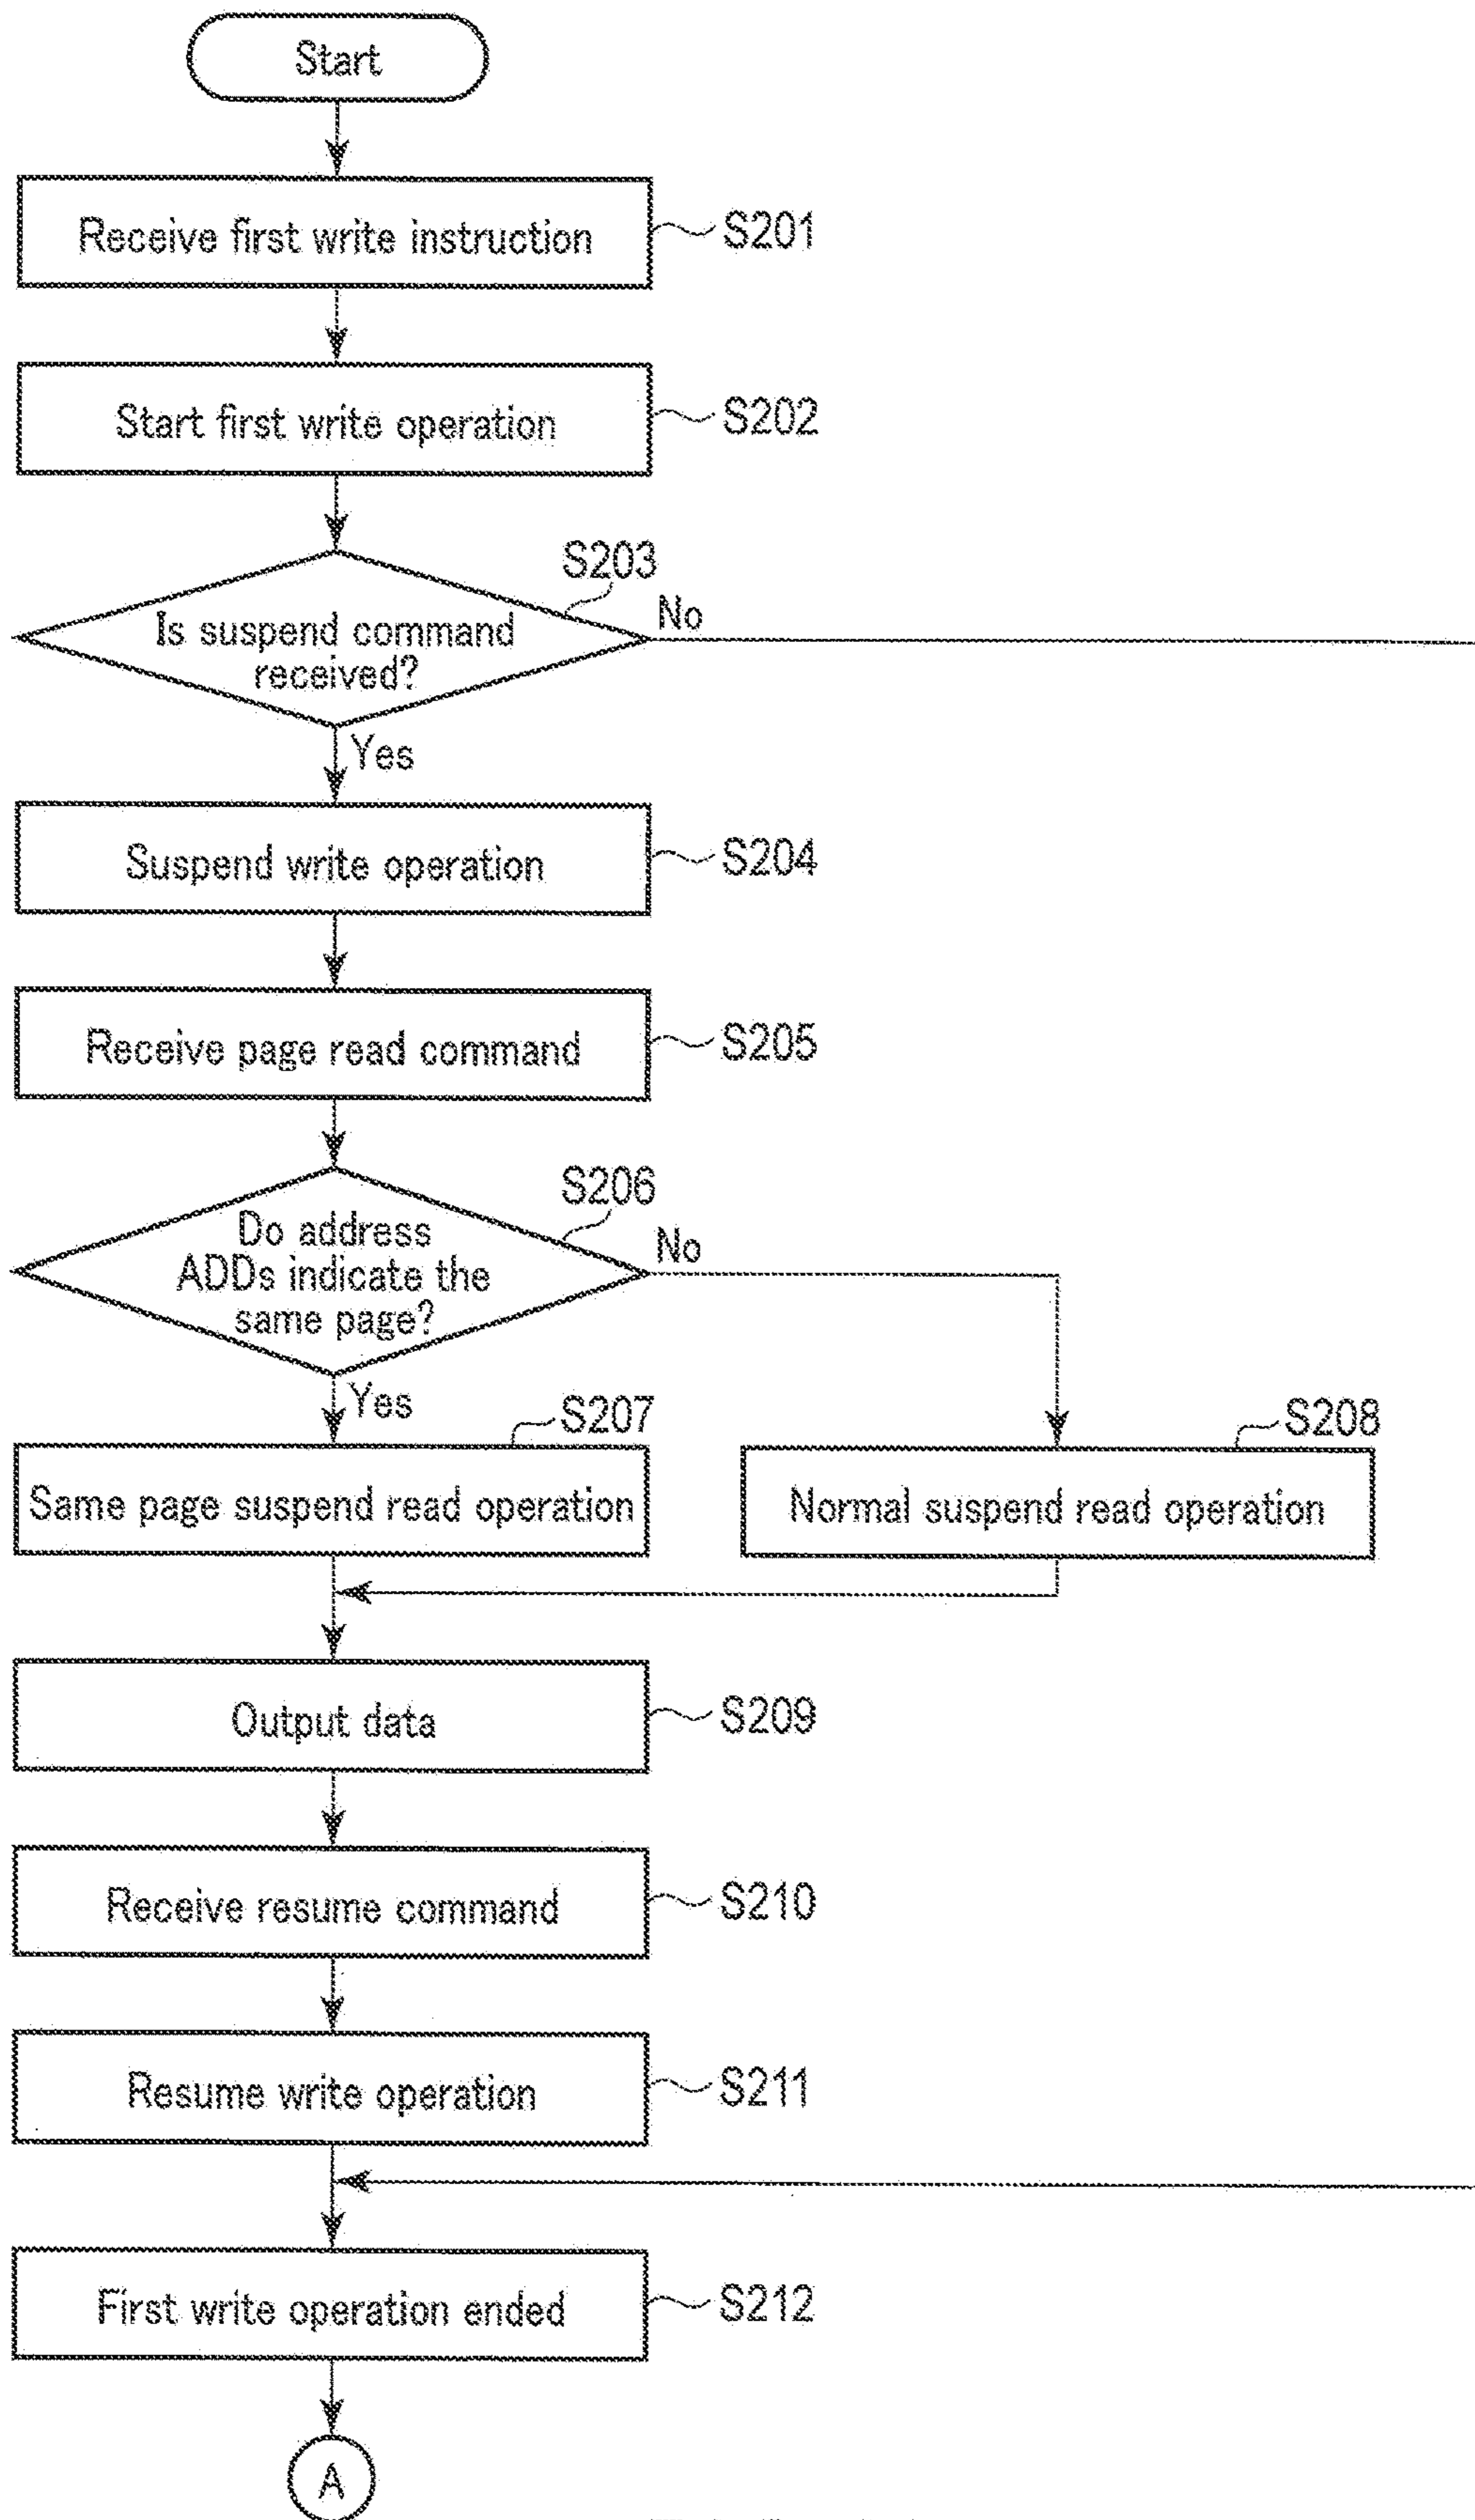 Start
Receive first write instruction
S201
Start first write operation
S202
S203
Is suspend command
received?
No
Yes
Suspend write operation
S204
Receive page read command
S205
S206
Do address
ADDs indicate the
same page?
No
Yes
S207
Same page suspend read operation
S208
Normal suspend read operation
Output data
S209
Receive resume command
S210
Resume write operation
S211
First write operation ended
S212
A